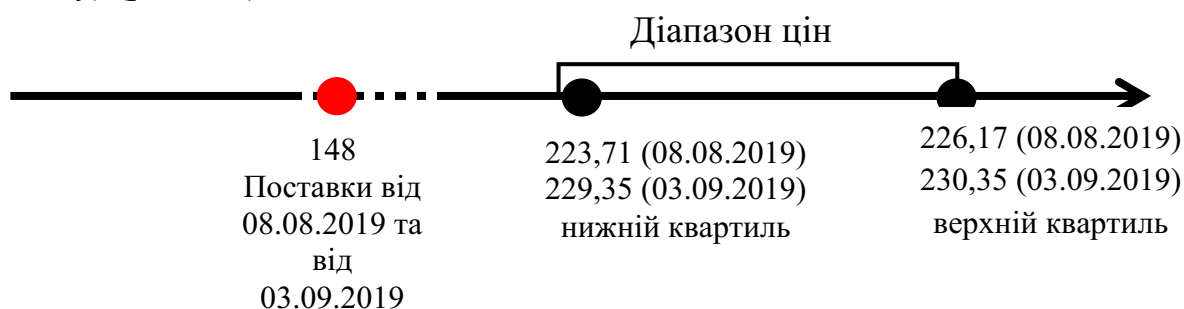 Діапазон цін
148
Поставки від
08.08.2019 та
від
03.09.2019
223,71 (08.08.2019)
229,35 (03.09.2019)
нижній квартиль
226,17 (08.08.2019)
230,35 (03.09.2019)
верхній квартиль